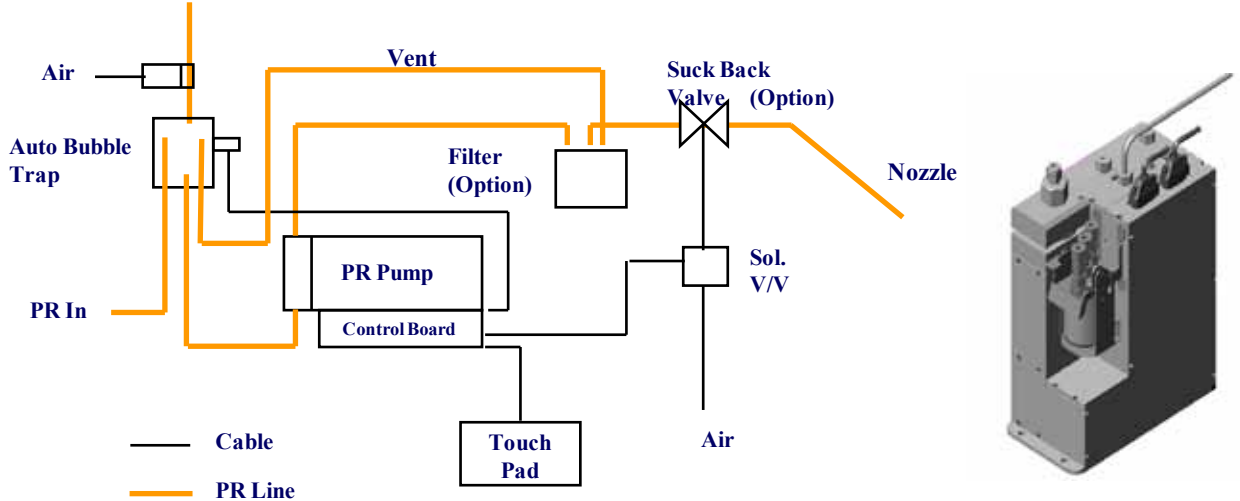 Vent
Air
Suck Back
Valve (Option)
Auto Bubble
Trap
Filter
(Option)
Nozzle
PR Pump
Sol.
V/V
PR In
Control Board
Touch
Pad
Air
Cable
PR Line